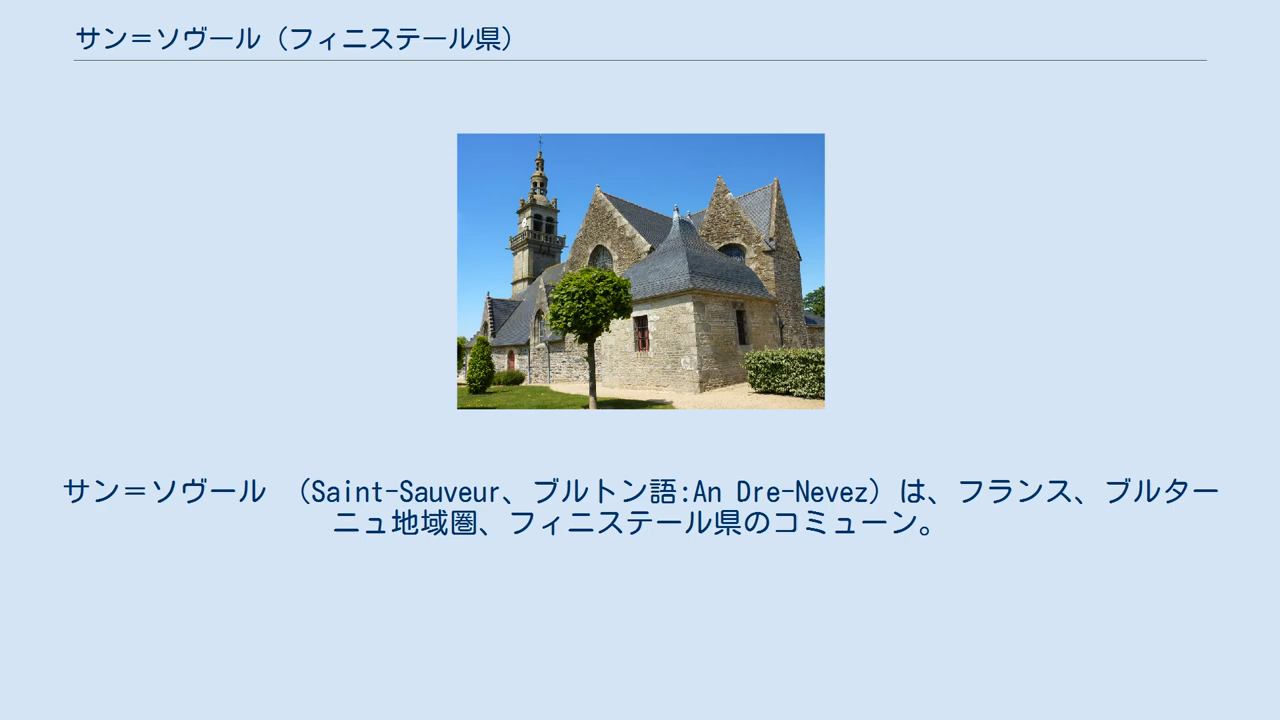 サン＝ソヴール（フィニステール県）
サン＝ソヴール （Saint-Sauveur、ブルトン語:An Dre-Nevez）は、フランス、ブルター
ニュ地域圏、フィニステール県のコミューン。